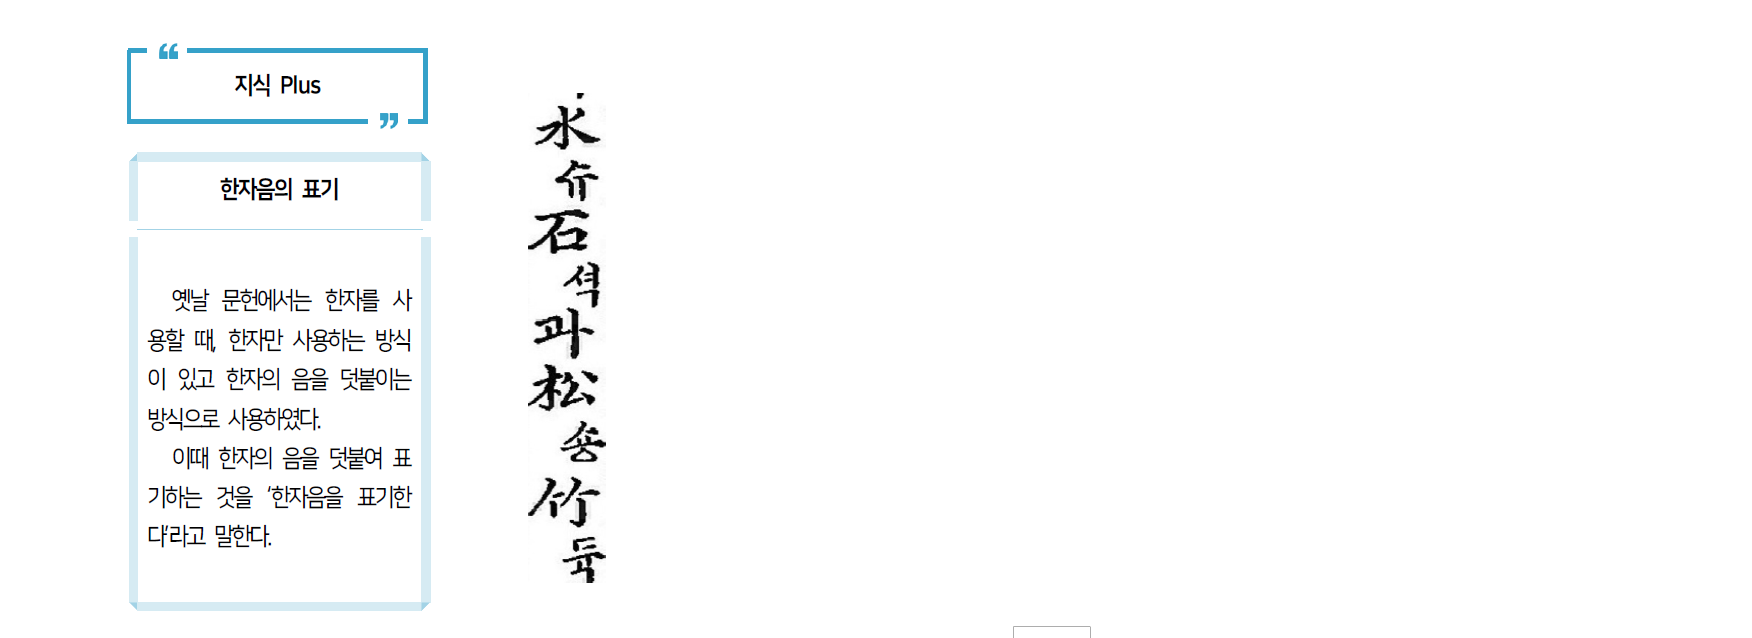 “
지식 Plus
”
한자음의 표기
옛날 문헌에서는 한자를 사
용할 때, 한자만 사용하는 방식
이 있고 한자의 음을 덧붙이는
방식으로 사용하였다.
이때 한자의 음을 덧붙여 표
기하는 것을 ‘한자음을 표기한
다’라고 말한다.
水
슈
石
셕
과
松
숑
竹
듁